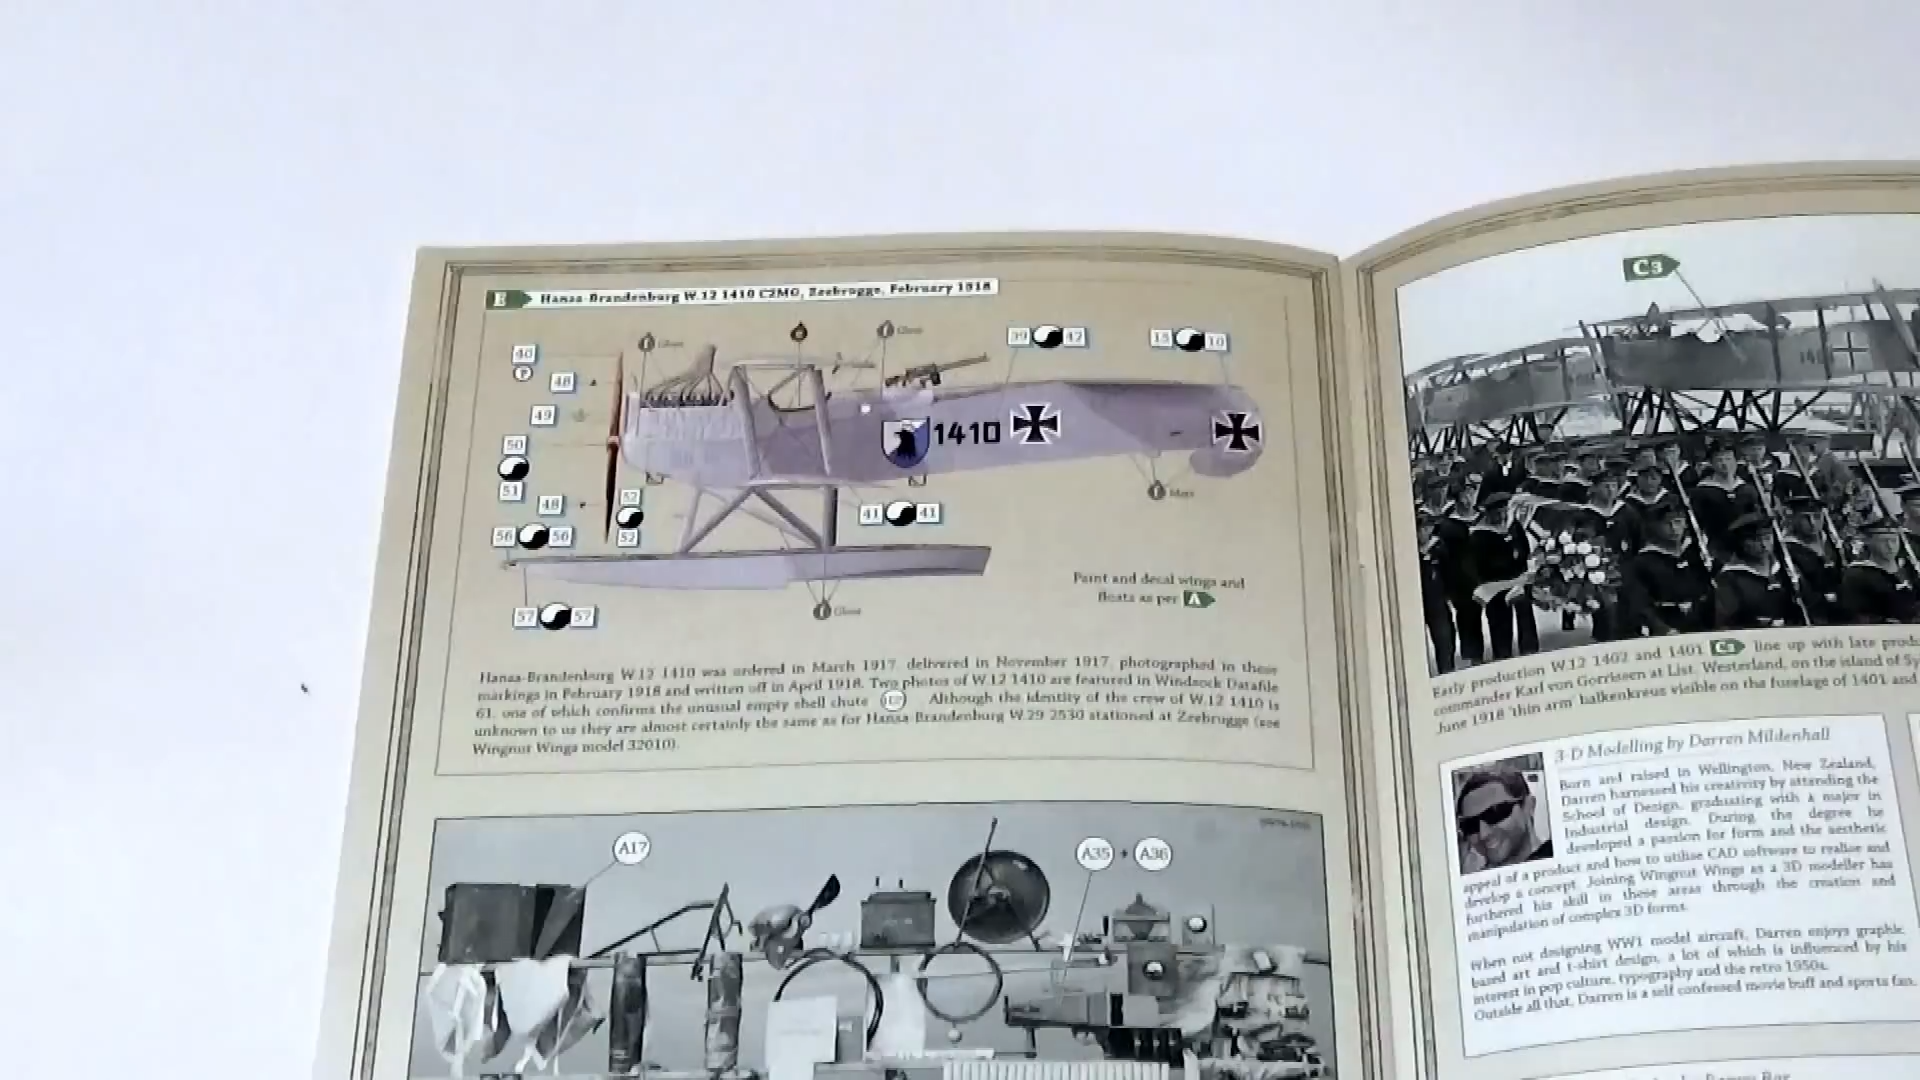 E Hansa-Brandenburg W.12 1410 C2MG, Zeebrugge, February 1918
40
P
48
49
50
51
48
52
52
56 56
57 57
Gloss
e
f Gloss
39 42
15 10
1410
41 41
Matt
f Gloss
Paint and decal wings and
floats as per A
Hansa-Brandenburg W.12 1410 was ordered in March 1917, delivered in November 1917, photographed in these
markings in February 1918 and written off in April 1918. Two photos of W.12 1410 are featured in Windsock Datafile
61, one of which confirms the unusual empty shell chute. Although the identity of the crew of W.12 1410 is
unknown to us they are almost certainly the same as for Hansa-Brandenburg W.29 2530 stationed at Zeebrugge (see
Wingnut Wings model 32010).
A17
A35 + A36
C3
140
Early production W.12 1402 and 1401 C3 line up with late
commander Karl von Gorrissen at List, Westerland, on the island of
June 1918 'thin arm' balkenkreuz visible on the fuselage of 1401 and
3-D Modelling by Darren Mildenhall
Born and raised in Wellington, New Zealand,
Darren harnessed his creativity by attending the
School of Design, graduating with a major in
Industrial design. During the degree he
developed a passion for form and the aesthetic
appeal of a product and how to utilise CAD software to realise and
develop a concept. Joining Wingnut Wings as a 3D modeller has
furthered his skill in these areas through the creation and
manipulation of complex 3D forms.
When not designing WW1 model aircraft, Darren enjoys graphic
based art and t-shirt design, a lot of which is influenced by his
interest in pop culture, typography and the retro 1950s.
Outside all that, Darren is a self confessed movie buff and sports fan.